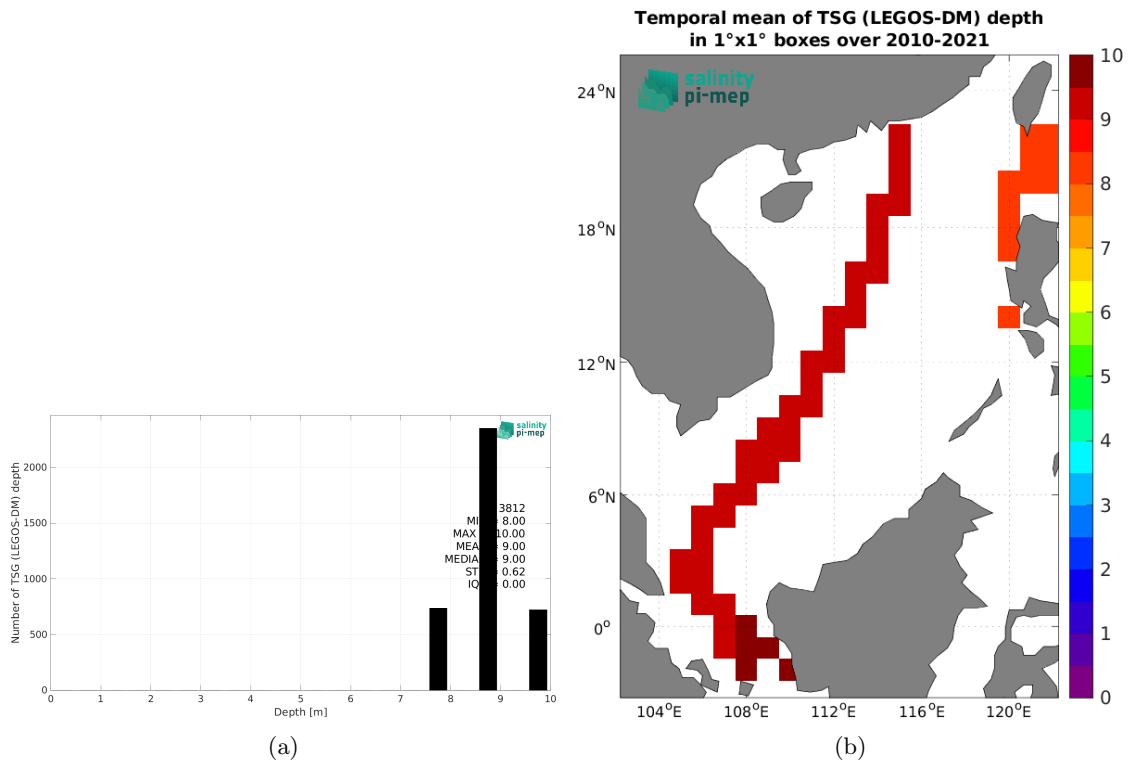 Temporal mean of TSG (LEGOS-DM) depth
in 1°x1° boxes over 2010-2021
salinity
pi-mep
24°N
18°N
12°N
6°N
0°
104°E
108°E
112°E
116°E
120°E
10
9
8
7
6
5
4
3
2
1
0
salinity
pi-mep
Number of TSG (LEGOS-DM) depth
2000
1500
1000
500
0
3812
MI = 8.00
MAX 10.00
MEA = 9.00
MEDIA = 9.00
ST = 0.62
IQ = 0.00
0 1 2 3 4 5 6 7 8 9 10
Depth [m]
(a)
(b)